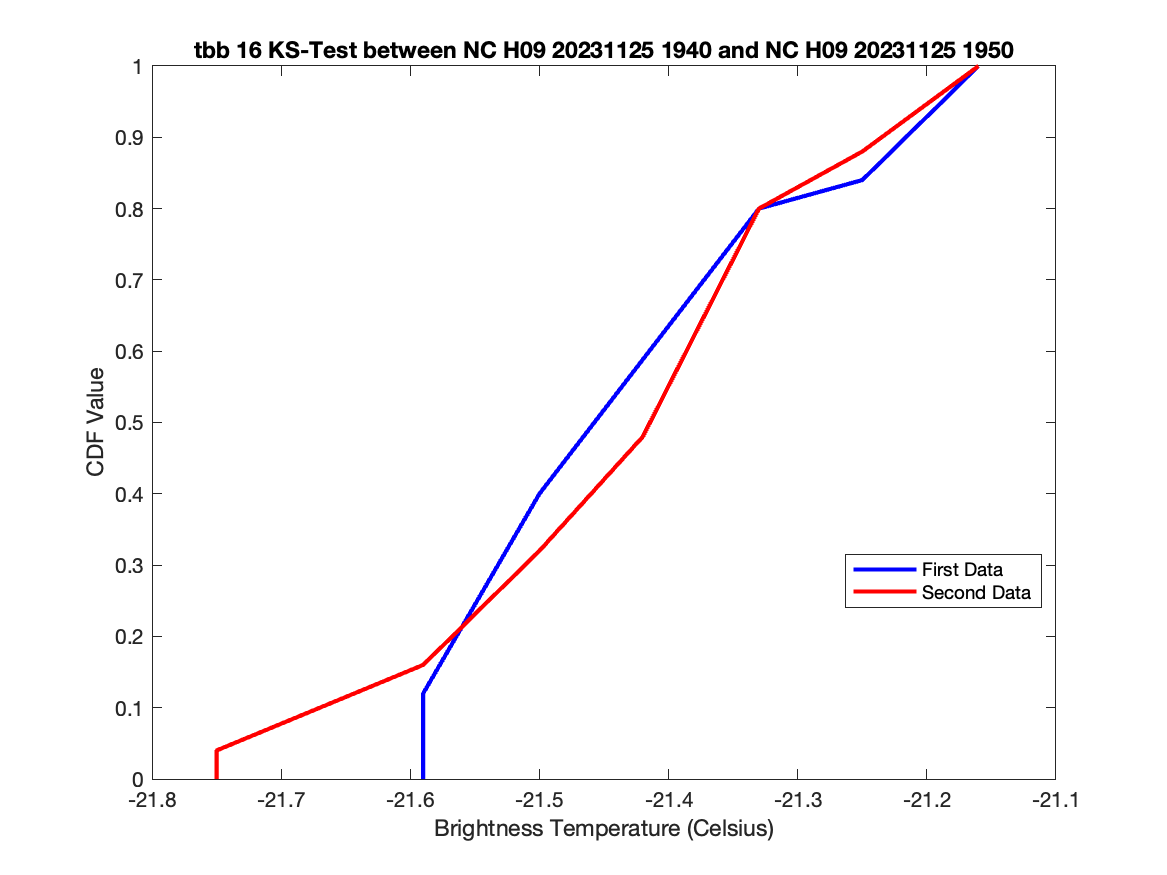 tbb 16 KS-Test between NC H09 20231125 1940 and NC H09 20231125 1950
1
0.9
0.8
0.7
0.6
0.5
0.4
0.3
0.2
0.1
0
CDF Value
First Data
Second Data
-21.8 -21.7 -21.6 -21.5 -21.4 -21.3 -21.2 -21.1
Brightness Temperature (Celsius)